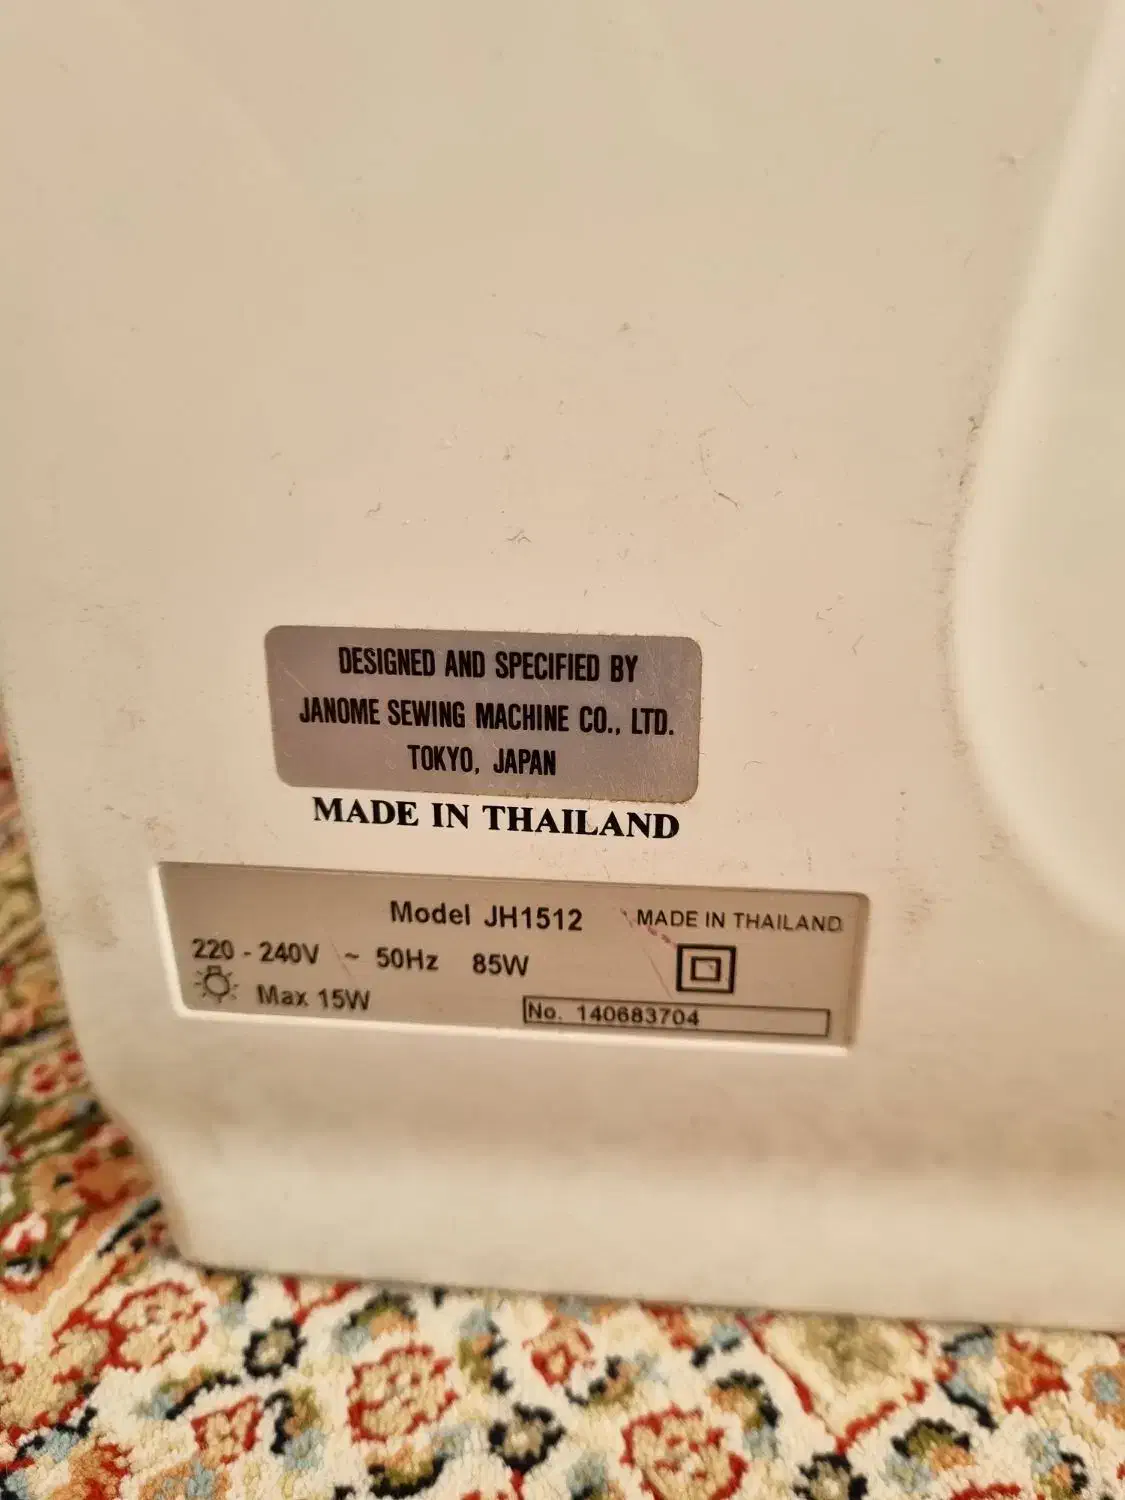 DESIGNED AND SPECIFIED BY
JANOME SEWING MACHINE CO., LTD.
TOKYO, JAPAN
MADE IN THAILAND
Model JH1512 MADE IN THAILAND
220 - 240V ~ 50Hz 85W
Max 15W
No. 140683704